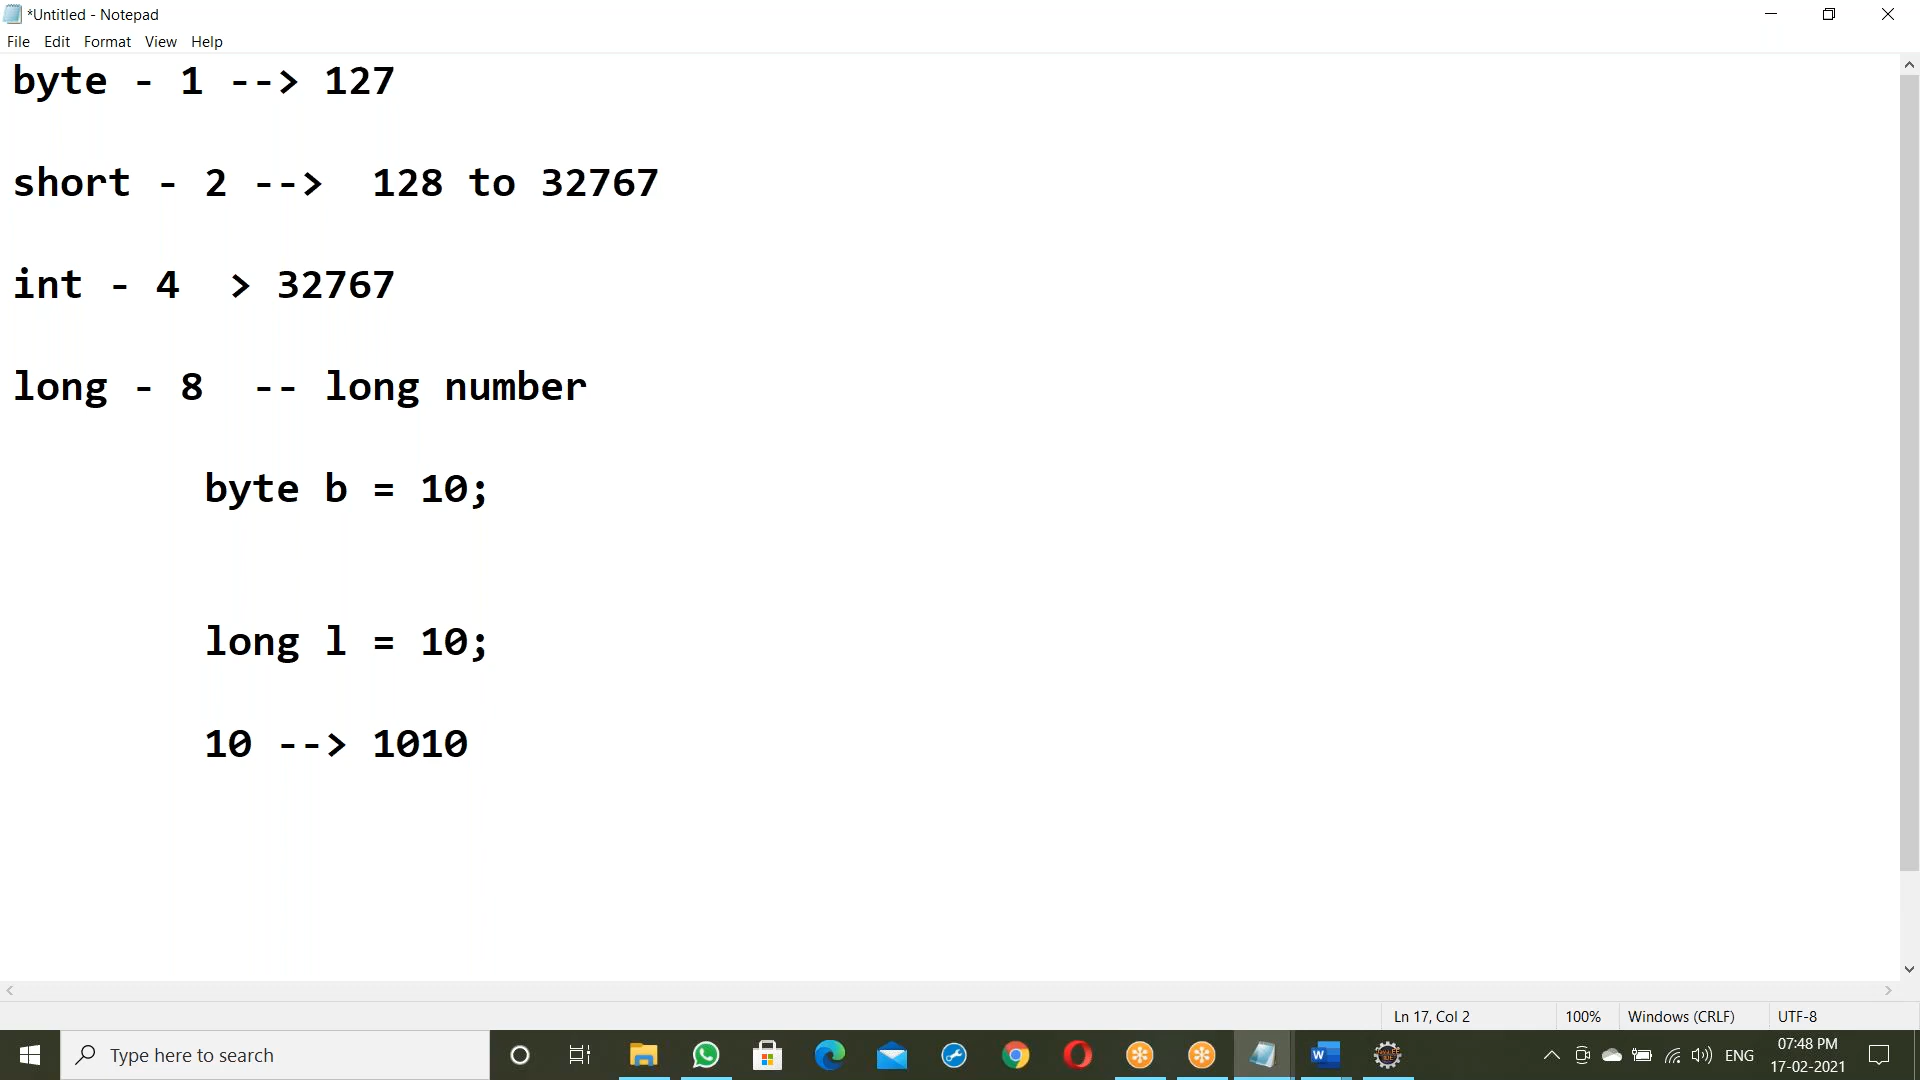 *Untitled - Notepad
File Edit Format View Help
byte - 1 --> 127
short - 2 -->  128 to 32767
int - 4  > 32767
long - 8  -- long number
byte b = 10;
long l = 10;
10 --> 1010
Ln 17, Col 2 100% Windows (CRLF) UTF-8
Type here to search
ENG
07:48 PM
17-02-2021